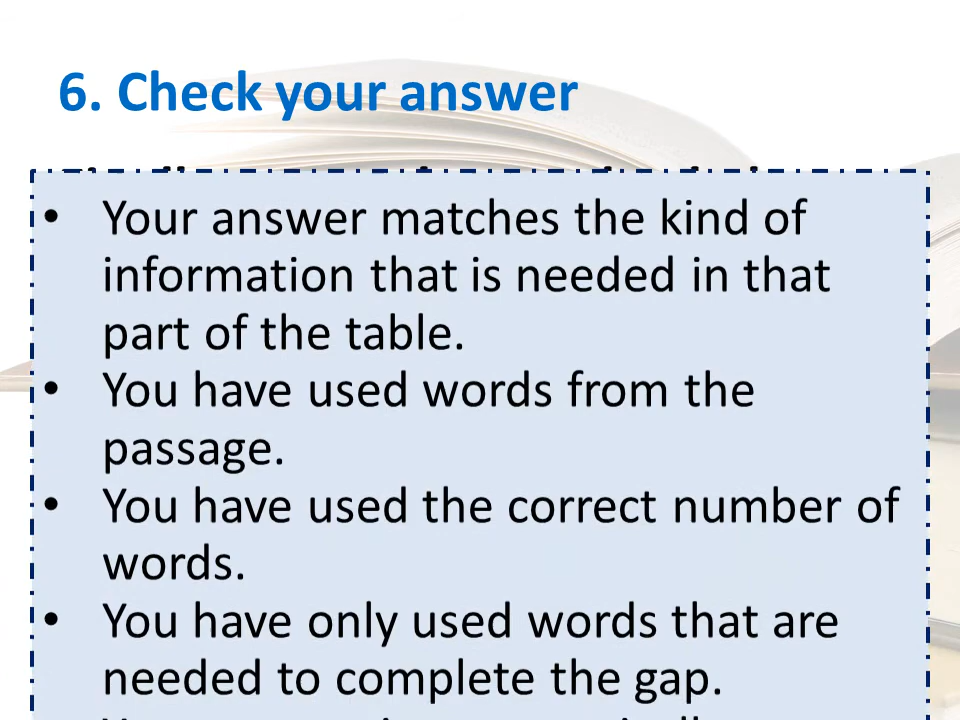 6. Check your answer
• Your answer matches the kind of
information that is needed in that
part of the table.
• You have used words from the
passage.
• You have used the correct number of
words.
• You have only used words that are
needed to complete the gap.